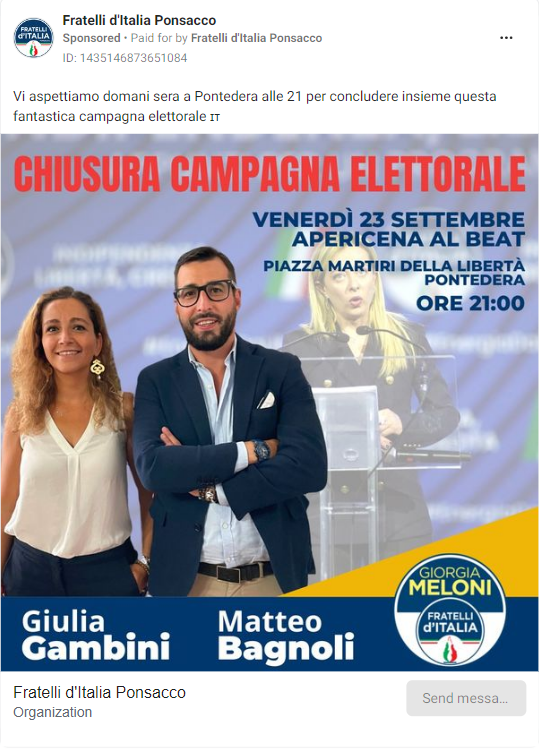 Fratelli d'Italia Ponsacco
Sponsored • Paid for by Fratelli d'Italia Ponsacco
ID: 1435146873651084
Vi aspettiamo domani sera a Pontedera alle 21 per concludere insieme questa
fantastica campagna elettorale ɪᴛ
CHIUSURA CAMPAGNA ELETTORALE
VENERDÌ 23 SETTEMBRE
APERICENA AL BEAT
PIAZZA MARTIRI DELLA LIBERTÀ
PONTEDERA
ORE 21:00
Giulia
Gambini
Matteo
Bagnoli
GIORGIA
MELONI
FRATELLI
d'ITALIA
Fratelli d'Italia Ponsacco
Organization
Send messa...